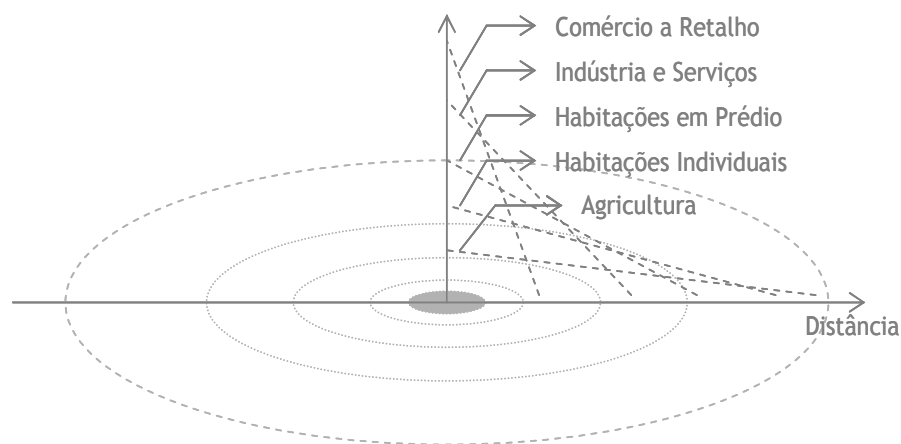 Comércio a Retalho
Indústria e Serviços
Habitações em Prédio
Habitações Individuais
Agricultura
Distância